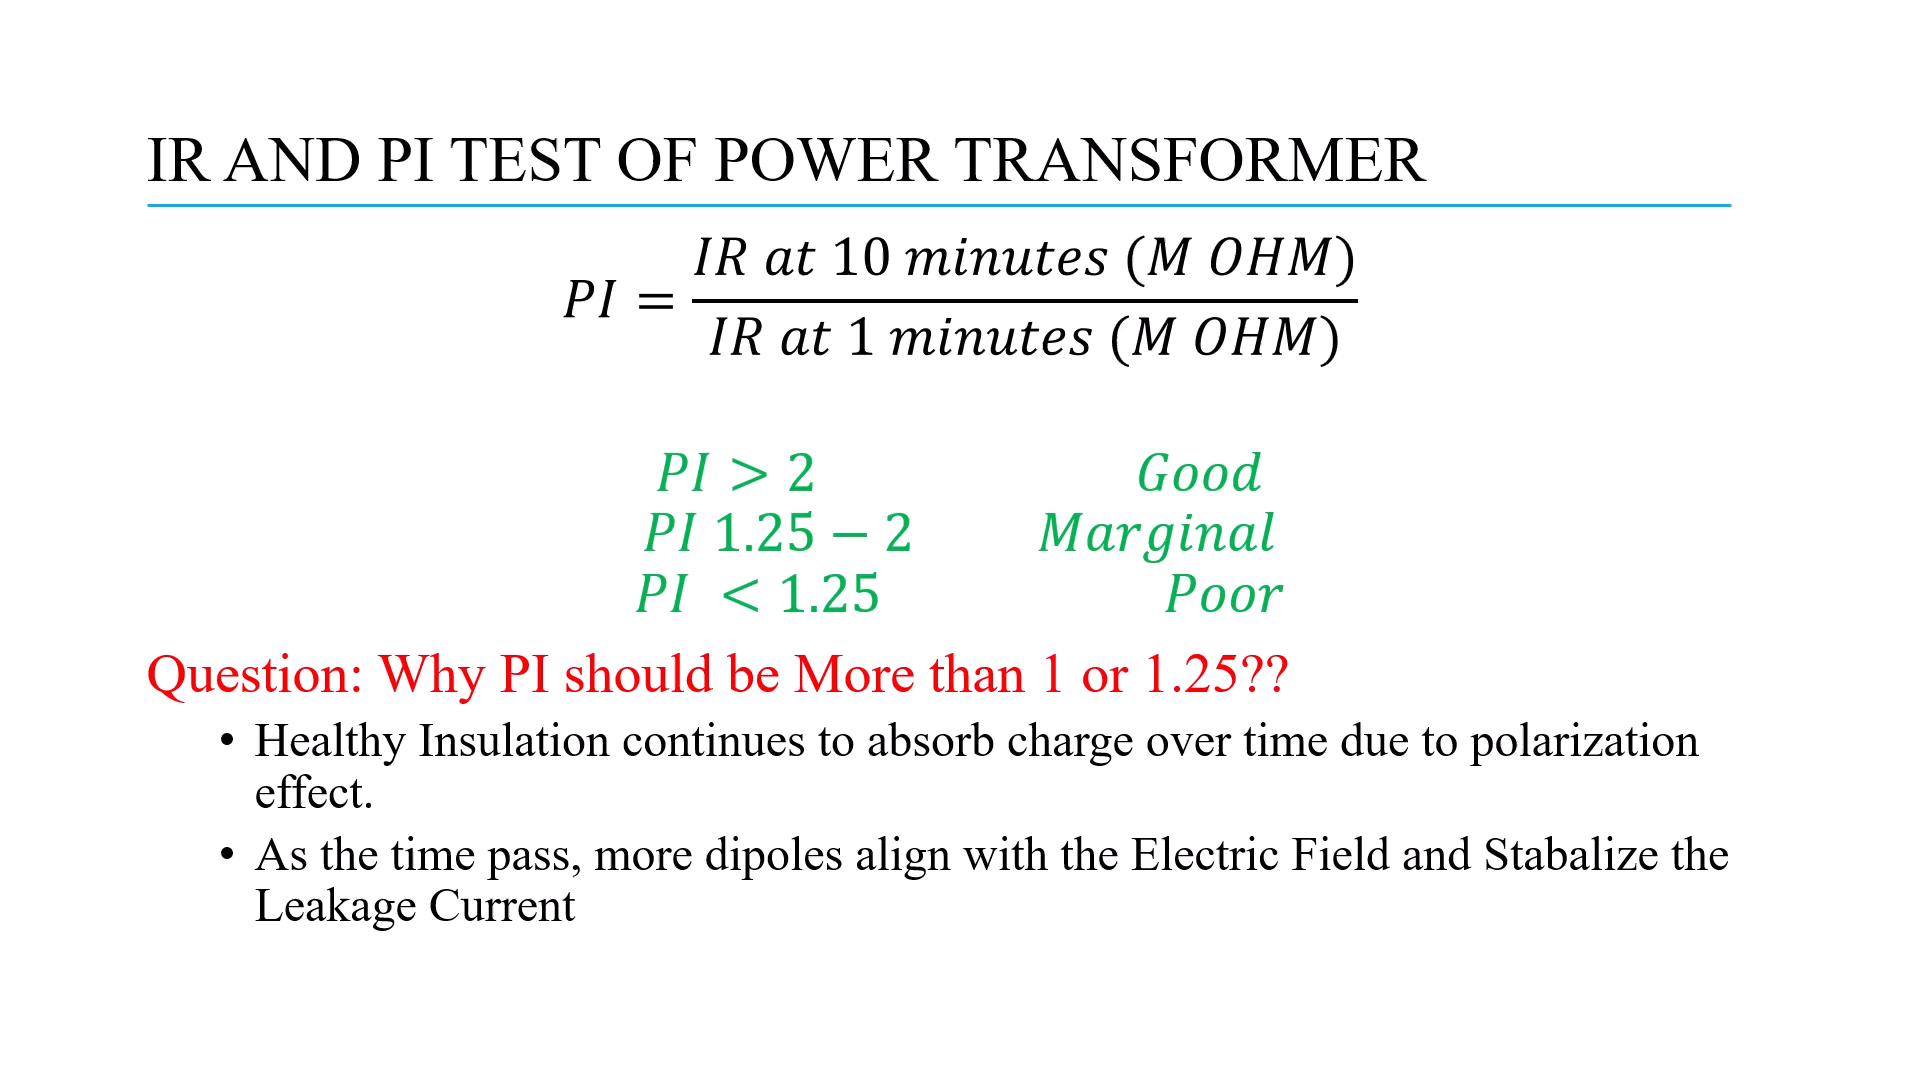 IR AND PI TEST OF POWER TRANSFORMER
PI = IR at 10 minutes (M OHM)
IR at 1 minutes (M OHM)
PI > 2 Good
PI 1.25 − 2 Marginal
PI < 1.25 Poor
Question: Why PI should be More than 1 or 1.25??
• Healthy Insulation continues to absorb charge over time due to polarization
effect.
• As the time pass, more dipoles align with the Electric Field and Stabalize the
Leakage Current